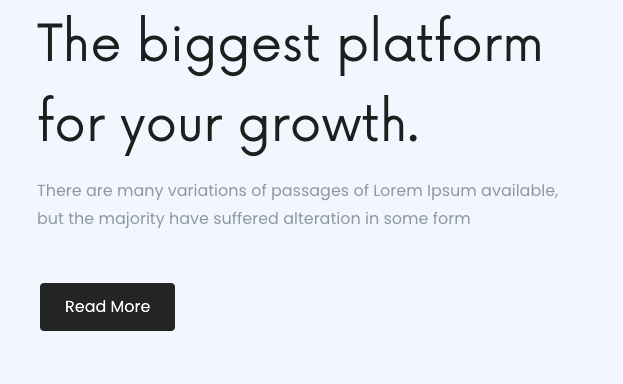 The biggest platform
for your growth.
There are many variations of passages of Lorem Ipsum available,
but the majority have suffered alteration in some form
Read More